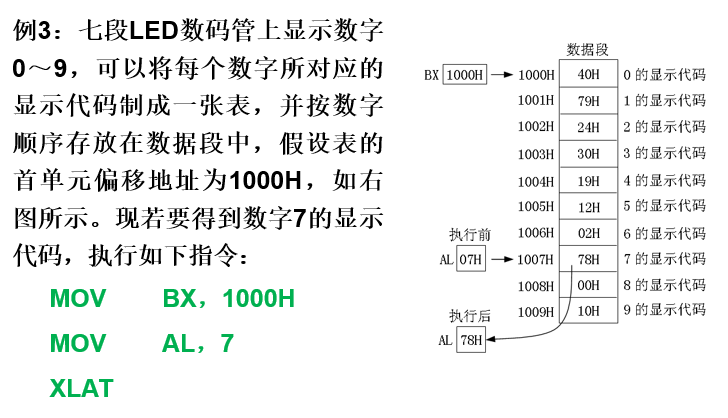 例3：七段LED数码管上显示数字
0～9，可以将每个数字所对应的
显示代码制成一张表，并按数字
顺序存放在数据段中，假设表的
首单元偏移地址为1000H，如右
图所示。现若要得到数字7的显示
代码，执行如下指令：
MOV BX，1000H
MOV AL，7
XLAT
数据段
BX 1000H 1000H 40H 0 的显示代码
1001H 79H 1 的显示代码
1002H 24H 2 的显示代码
1003H 30H 3 的显示代码
1004H 19H 4 的显示代码
1005H 12H 5 的显示代码
执行前 1006H 02H 6 的显示代码
AL 07H 1007H 78H 7 的显示代码
1008H 00H 8 的显示代码
执行后 1009H 10H 9 的显示代码
AL 78H